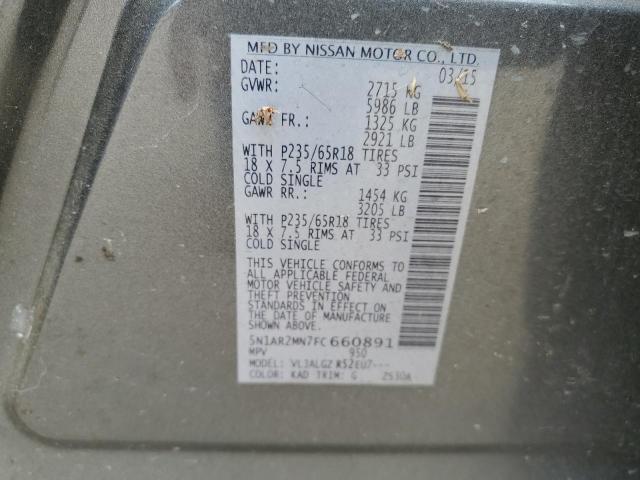 MFD BY NISSAN MOTOR CO., LTD.
DATE: 03/15
GVWR: 2715 KG
5986 LB
GAWR FR.: 1325 KG
2921 LB
WITH P235/65R18 TIRES
18 X 7.5 RIMS AT 33 PSI
COLD SINGLE
GAWR RR.: 1454 KG
3205 LB
WITH P235/65R18 TIRES
18 X 7.5 RIMS AT 33 PSI
COLD SINGLE
THIS VEHICLE CONFORMS TO
ALL APPLICABLE FEDERAL
MOTOR VEHICLE SAFETY AND
THEFT PREVENTION
STANDARDS IN EFFECT ON
THE DATE OF MANUFACTURE
SHOWN ABOVE.
5N1AR2MN7FC660891
MPV 950
MODEL: VL3ALGZ R52EU7---
COLOR: KAD TRIM: G 2530A